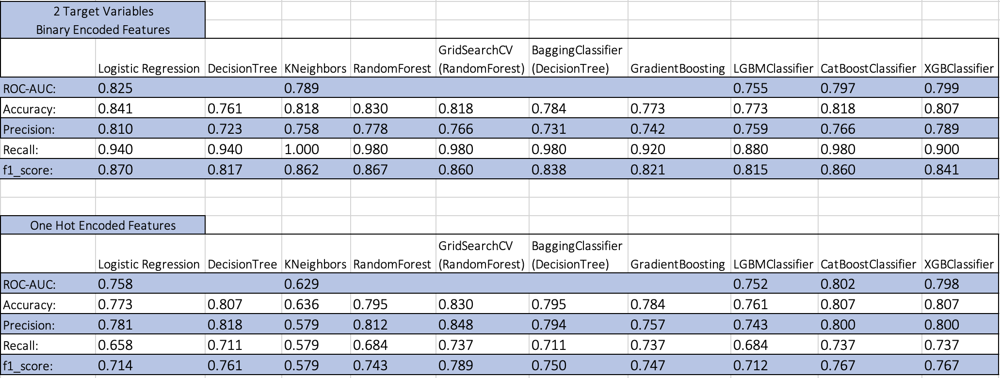 2 Target Variables
Binary Encoded Features
GridSearchCV BaggingClassifier
Logistic Regression DecisionTree KNeighbors RandomForest (RandomForest) (DecisionTree) GradientBoosting LGBMClassifier CatBoostClassifier XGBClassifier
ROC-AUC: 0.825 0.789 0.755 0.797 0.799
Accuracy: 0.841 0.761 0.818 0.830 0.818 0.784 0.773 0.773 0.818 0.807
Precision: 0.810 0.723 0.758 0.778 0.766 0.731 0.742 0.759 0.766 0.789
Recall: 0.940 0.940 1.000 0.980 0.980 0.980 0.920 0.880 0.980 0.900
f1_score: 0.870 0.817 0.862 0.867 0.860 0.838 0.821 0.815 0.860 0.841
One Hot Encoded Features
GridSearchCV BaggingClassifier
Logistic Regression DecisionTree KNeighbors RandomForest (RandomForest) (DecisionTree) GradientBoosting LGBMClassifier CatBoostClassifier XGBClassifier
ROC-AUC: 0.758 0.629 0.752 0.802 0.798
Accuracy: 0.773 0.807 0.636 0.795 0.830 0.795 0.784 0.761 0.807 0.807
Precision: 0.781 0.818 0.579 0.812 0.848 0.794 0.757 0.743 0.800 0.800
Recall: 0.658 0.711 0.579 0.684 0.737 0.711 0.737 0.684 0.737 0.737
f1_score: 0.714 0.761 0.579 0.743 0.789 0.750 0.747 0.712 0.767 0.767